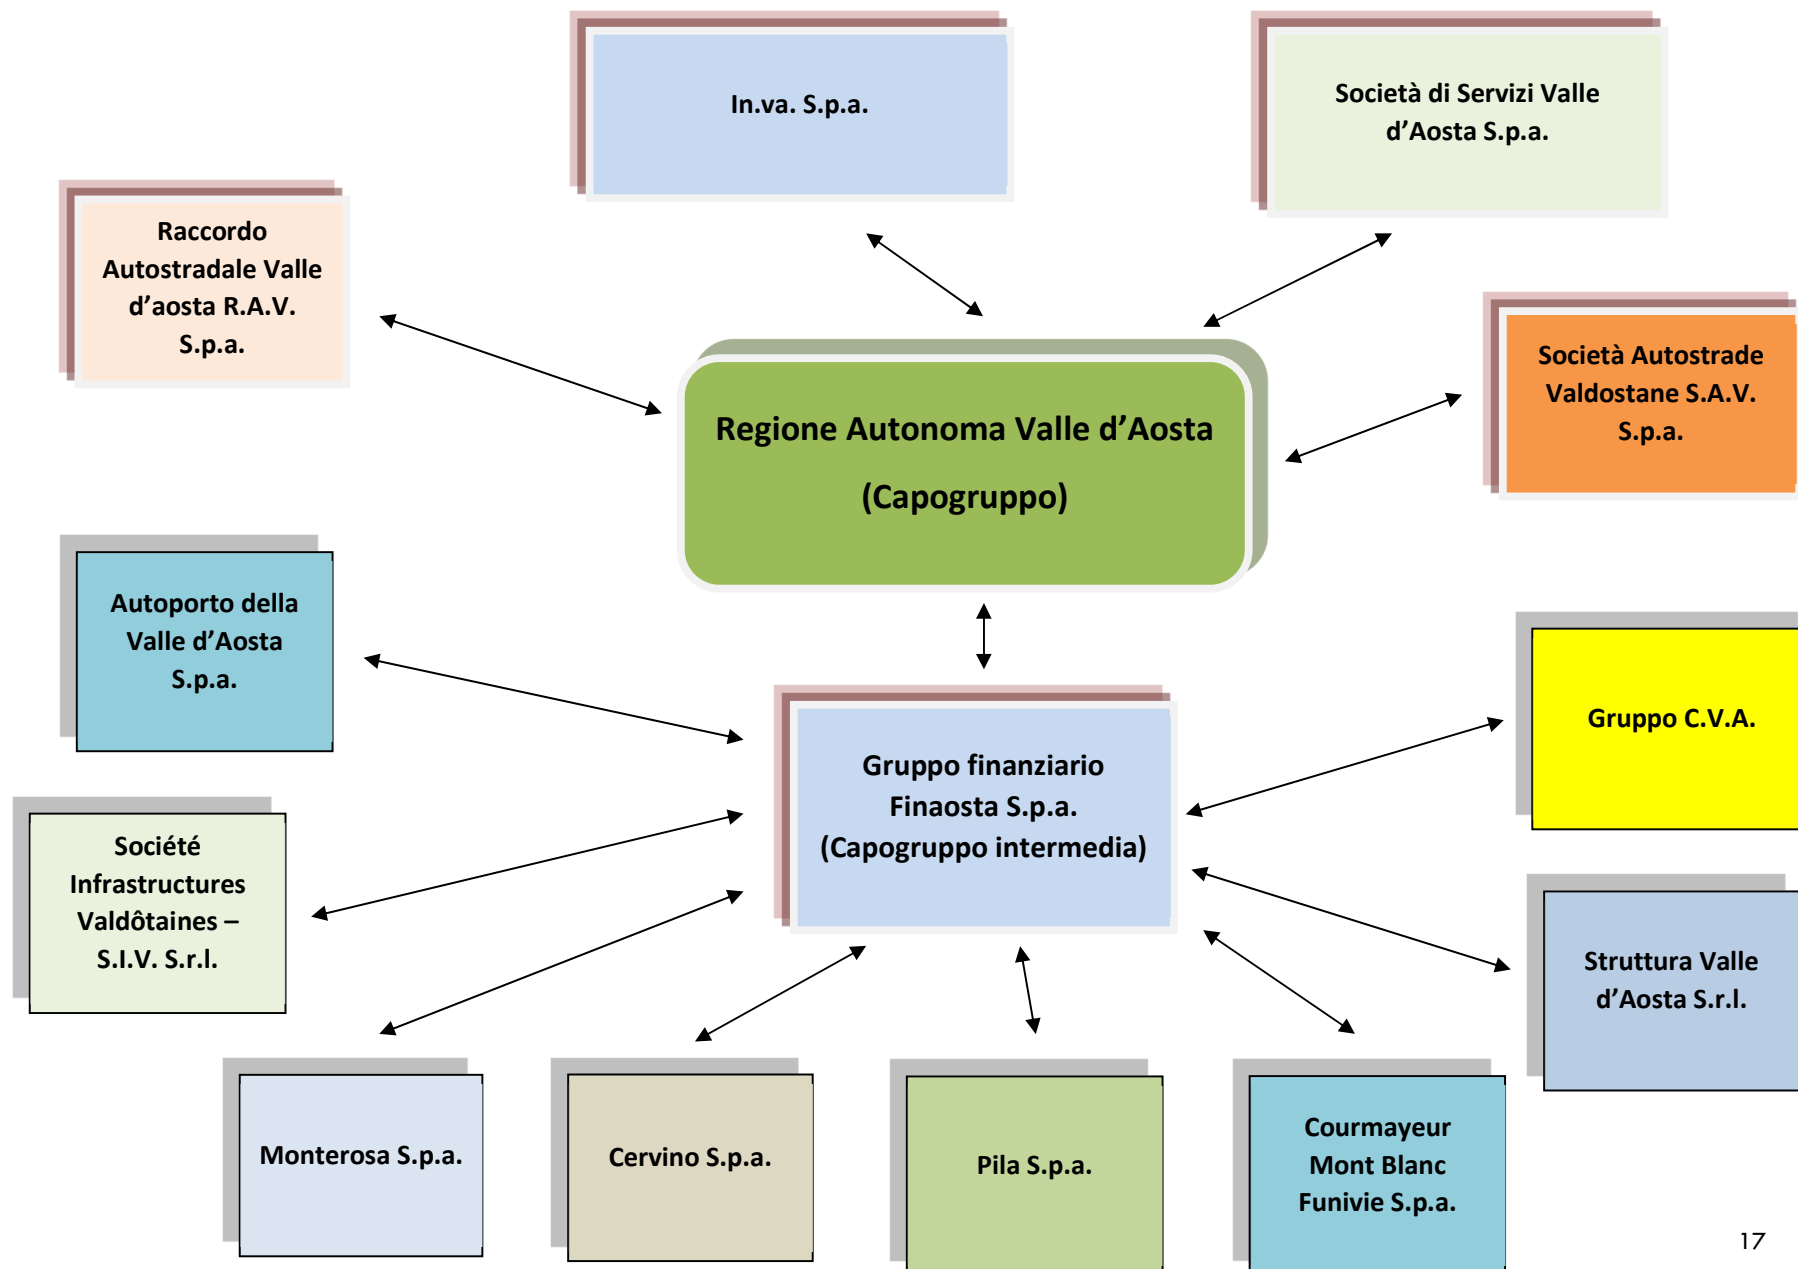 In.va. S.p.a.
Società di Servizi Valle
d’Aosta S.p.a.
Raccordo
Autostradale Valle
d’aosta R.A.V.
S.p.a.
Società Autostrade
Valdostane S.A.V.
S.p.a.
Regione Autonoma Valle d’Aosta
(Capogruppo)
Autoporto della
Valle d’Aosta
S.p.a.
Gruppo C.V.A.
Gruppo finanziario
Finaosta S.p.a.
(Capogruppo intermedia)
Société
Infrastructures
Valdôtaines –
S.I.V. S.r.l.
Struttura Valle
d’Aosta S.r.l.
Monterosa S.p.a.
Cervino S.p.a.
Pila S.p.a.
Courmayeur
Mont Blanc
Funivie S.p.a.
17